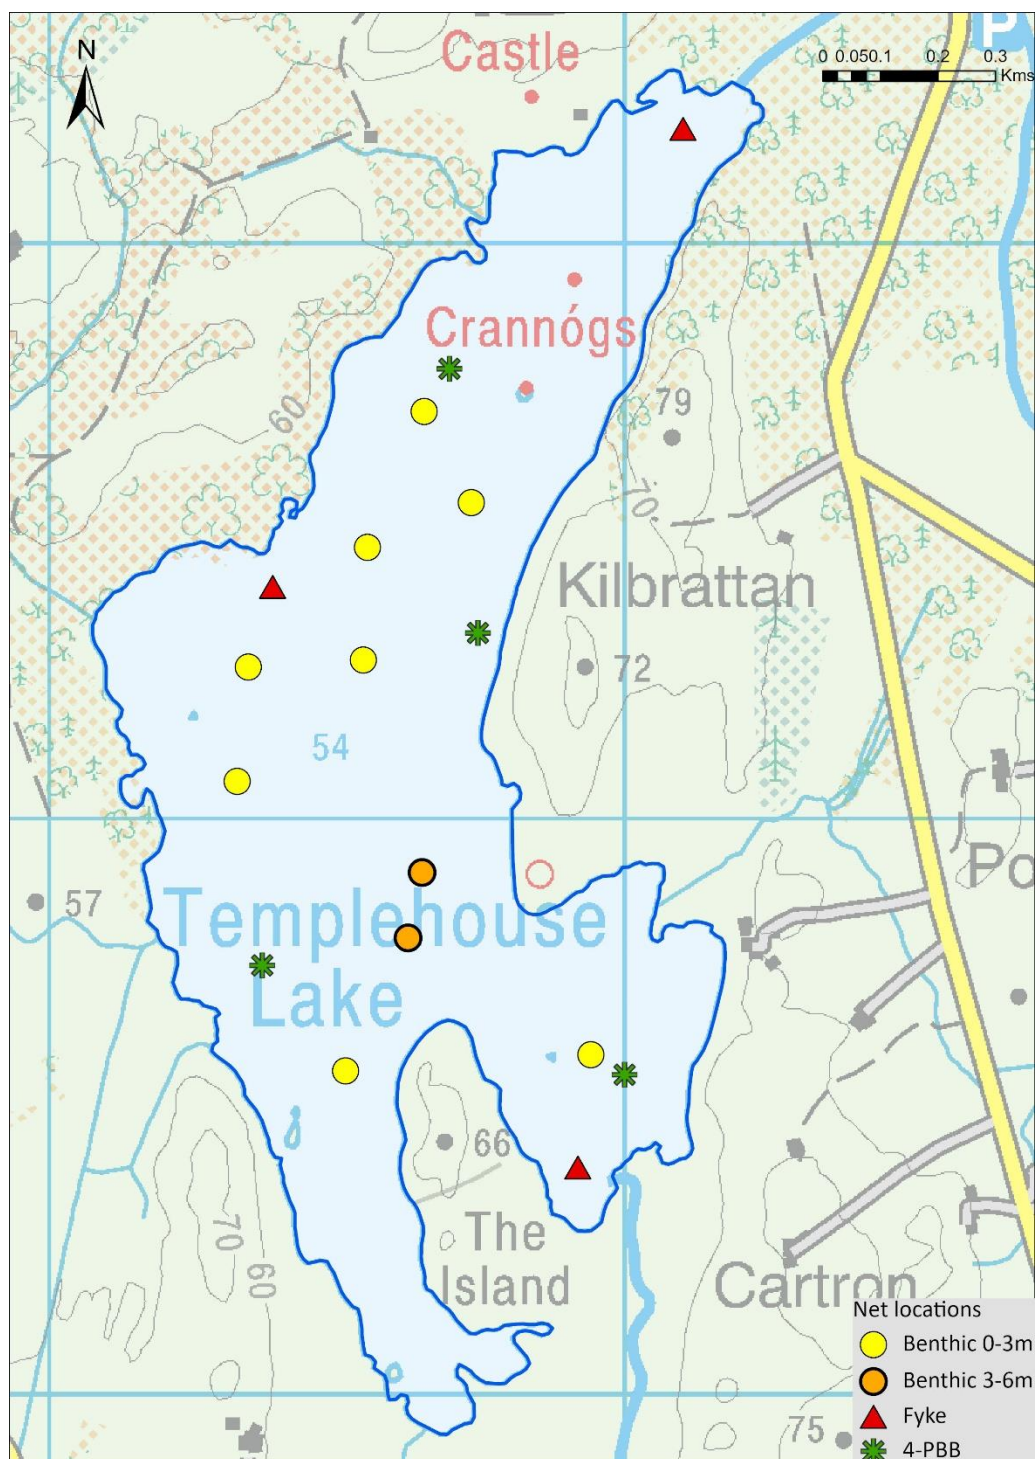 P
N
Castle
0 0.050.1 0.2 0.3
Kms
Crannógs
79
60
70
Kilbrattan
72
54
Po
57
Templehouse
Lake
66
The
Island
70
60
Cartron
75
Net locations
Benthic 0-3m
Benthic 3-6m
Fyke
4-PBB